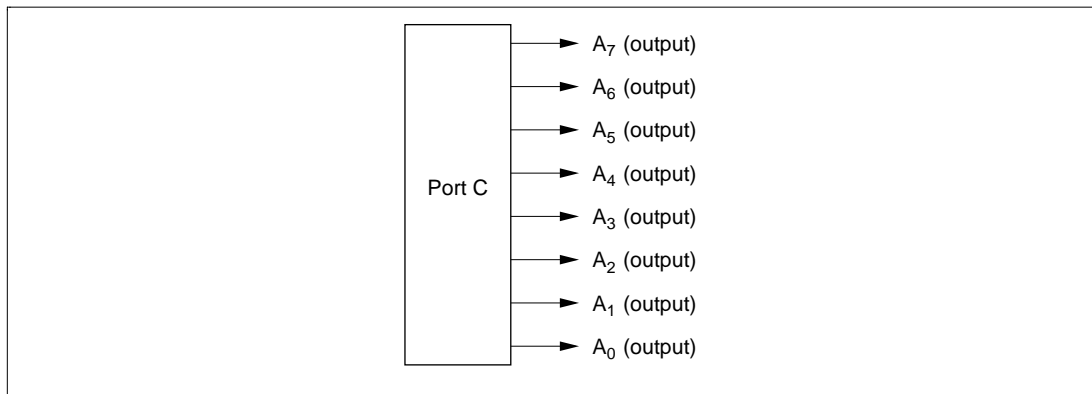 A7 (output)
A6 (output)
A5 (output)
A4 (output)
Port C
A3 (output)
A2 (output)
A1 (output)
A0 (output)